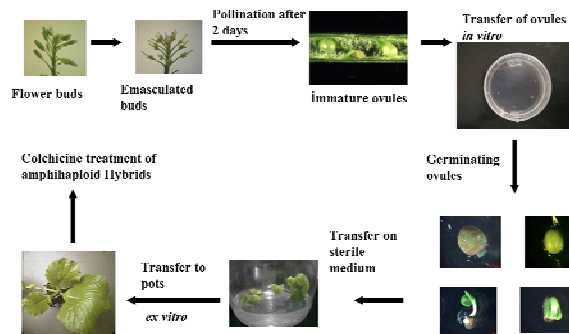 Flower buds
Emasculated
buds
Pollination after
2 days
İmmature ovules
Transfer of ovules
in vitro
Germinating
ovules
Transfer on
sterile
medium
Transfer to
pots
ex vitro
Colchicine treatment of
amphihaploid Hybrids